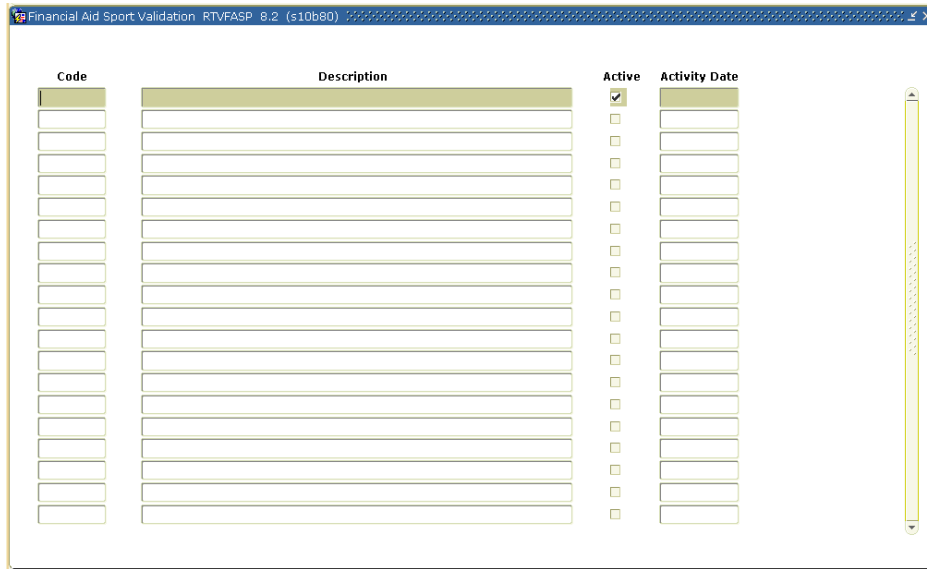 Financial Aid Sport Validation RTVFASP 8.2 (s10b80)
Code Description Active Activity Date